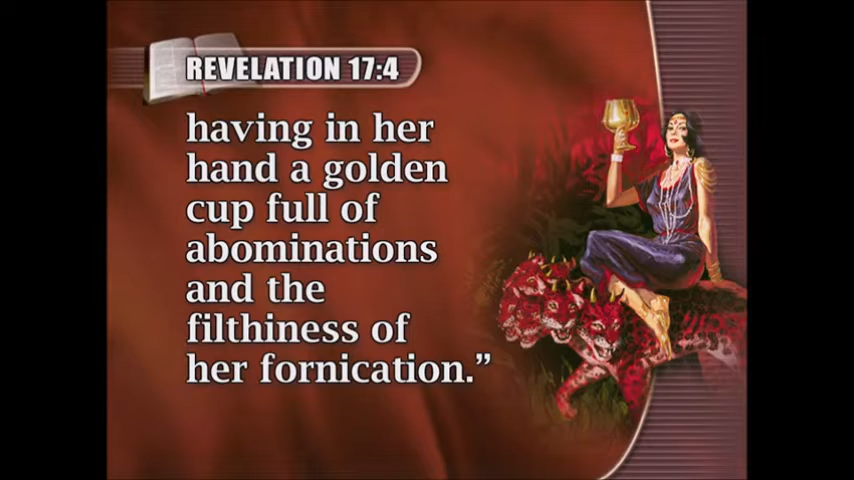 REVELATION 17:4
having in her
hand a golden
cup full of
abominations
and the
filthiness of
her fornication.”